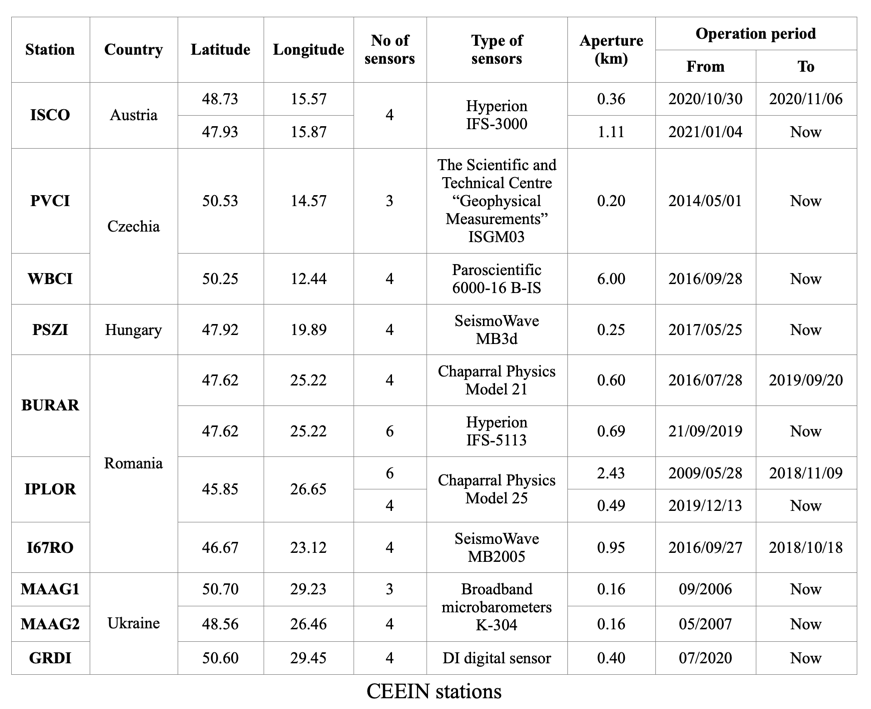 Station Country Latitude Longitude No of sensors Type of sensors Aperture (km) Operation period
From To
ISCO Austria 48.73 15.57 4 Hyperion IFS-3000 0.36 2020/10/30 2020/11/06
47.93 15.87 1.11 2021/01/04 Now
PVCI Czechia 50.53 14.57 3 The Scientific and Technical Centre “Geophysical Measurements” ISGM03 0.20 2014/05/01 Now
WBCI 50.25 12.44 4 Paroscientific 6000-16 B-IS 6.00 2016/09/28 Now
PSZI Hungary 47.92 19.89 4 SeismoWave MB3d 0.25 2017/05/25 Now
BURAR Romania 47.62 25.22 4 Chaparral Physics Model 21 0.60 2016/07/28 2019/09/20
47.62 25.22 6 Hyperion IFS-5113 0.69 21/09/2019 Now
IPLOR 45.85 26.65 6 Chaparral Physics Model 25 2.43 2009/05/28 2018/11/09
4 0.49 2019/12/13 Now
I67RO 46.67 23.12 4 SeismoWave MB2005 0.95 2016/09/27 2018/10/18
MAAG1 Ukraine 50.70 29.23 3 Broadband microbarometers K-304 0.16 09/2006 Now
MAAG2 48.56 26.46 4 0.16 05/2007 Now
GRDI 50.60 29.45 4 DI digital sensor 0.40 07/2020 Now
CEEIN stations